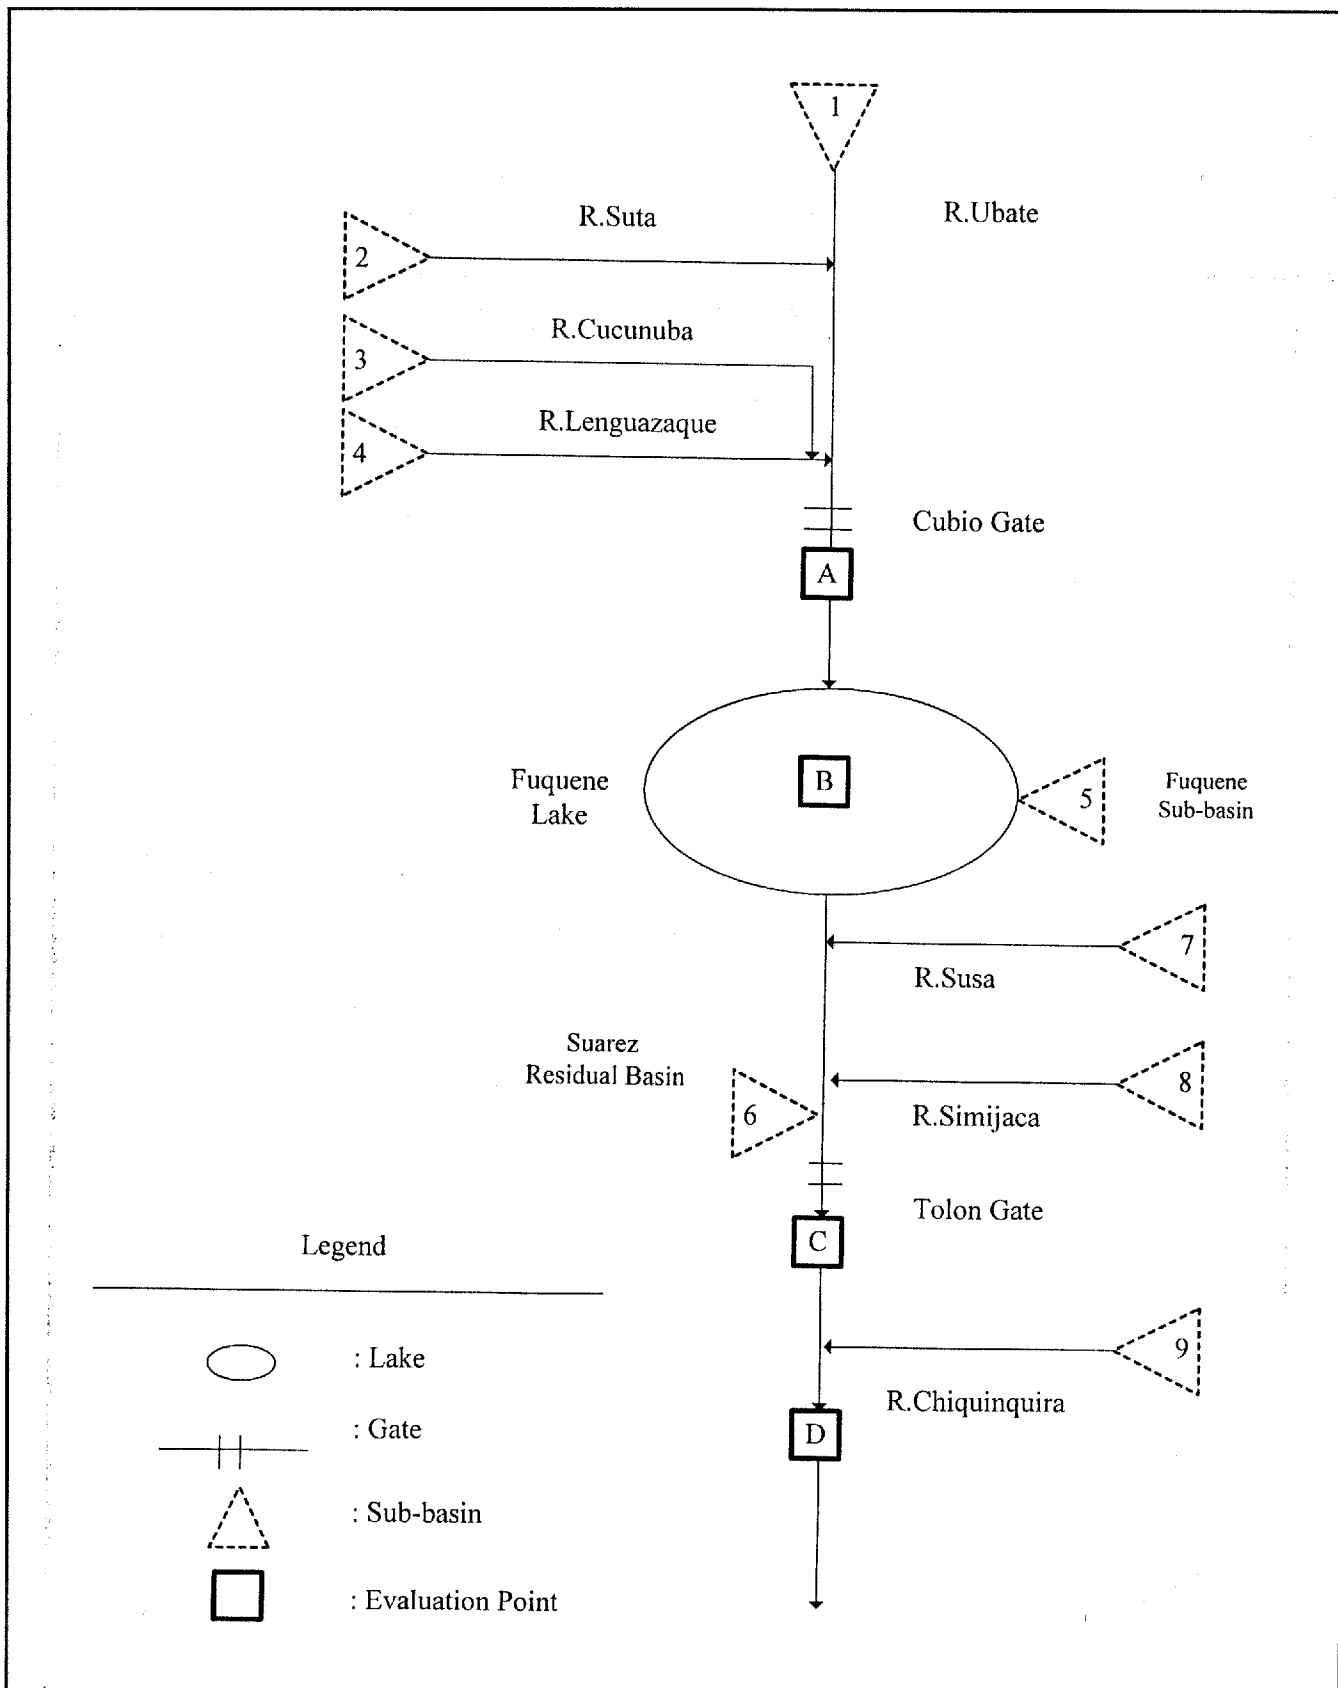 1
R.Suta
R.Ubate
2
R.Cucunuba
3
R.Lenguazaque
4
Cubio Gate
A
B
Fuquene
Lake
5
Fuquene
Sub-basin
7
R.Susa
Suarez
Residual Basin
8
6
R.Simijaca
Tolon Gate
C
Legend
9
: Lake
R.Chiquinquira
: Gate
D
: Sub-basin
: Evaluation Point